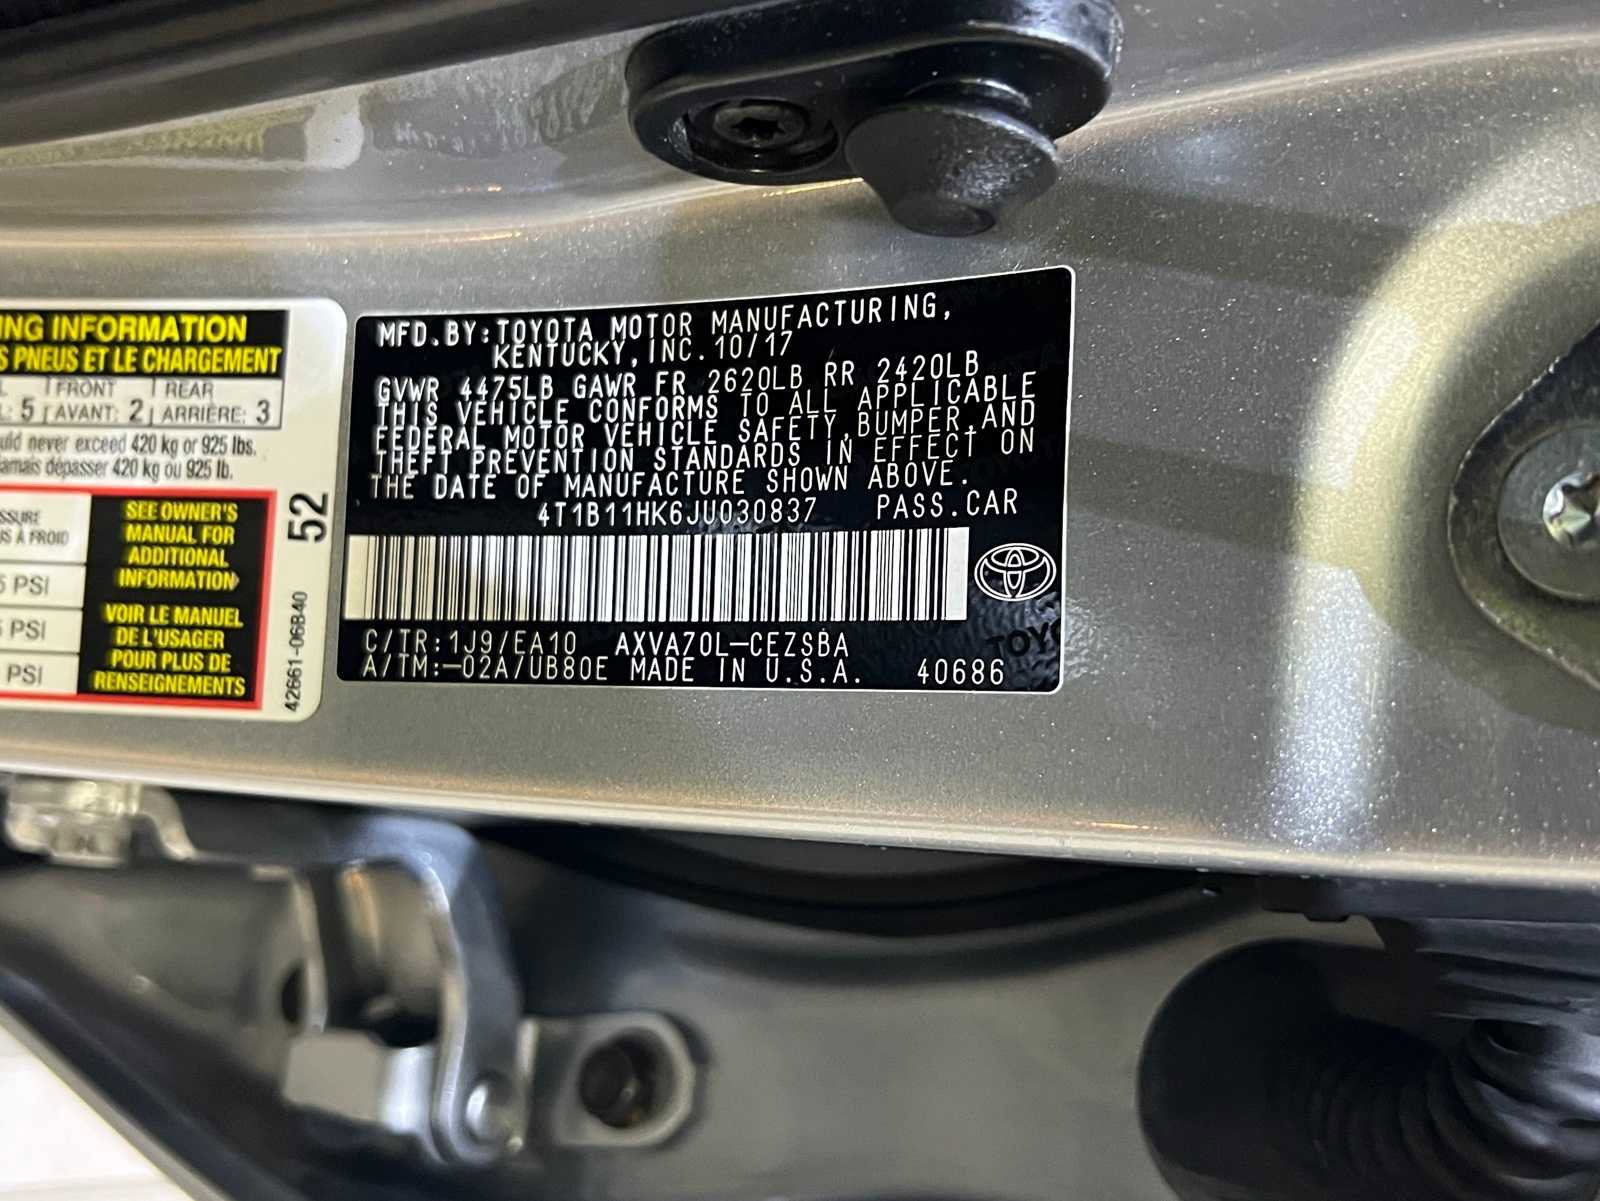 ING INFORMATION
S PNEUS ET LE CHARGEMENT
FRONT REAR
: 5 AVANT: 2 ARRIÈRE: 3
uld never exceed 420 kg or 925 lbs.
amais dépasser 420 kg ou 925 lb.
SSURE
S À FROID
5 PSI
5 PSI
PSI
SEE OWNER'S
MANUAL FOR
ADDITIONAL
INFORMATION
VOIR LE MANUEL
DE L'USAGER
POUR PLUS DE
RENSEIGNEMENTS
52
42661-06B40
MFD.BY:TOYOTA MOTOR MANUFACTURING,
KENTUCKY,INC.10/17
GVWR 4475LB GAWR FR 2620LB RR 2420LB
THIS VEHICLE CONFORMS TO ALL APPLICABLE
FEDERAL MOTOR VEHICLE SAFETY,BUMPER,AND
THEFT PREVENTION STANDARDS IN EFFECT ON
THE DATE OF MANUFACTURE SHOWN ABOVE.
4T1B11HK6JU030837 PASS.CAR
C/TR:1J9/EA10 AXVA70L-CEZSBA
A/TM:-02A/UB80E MADE IN U.S.A. 40686
TOYO